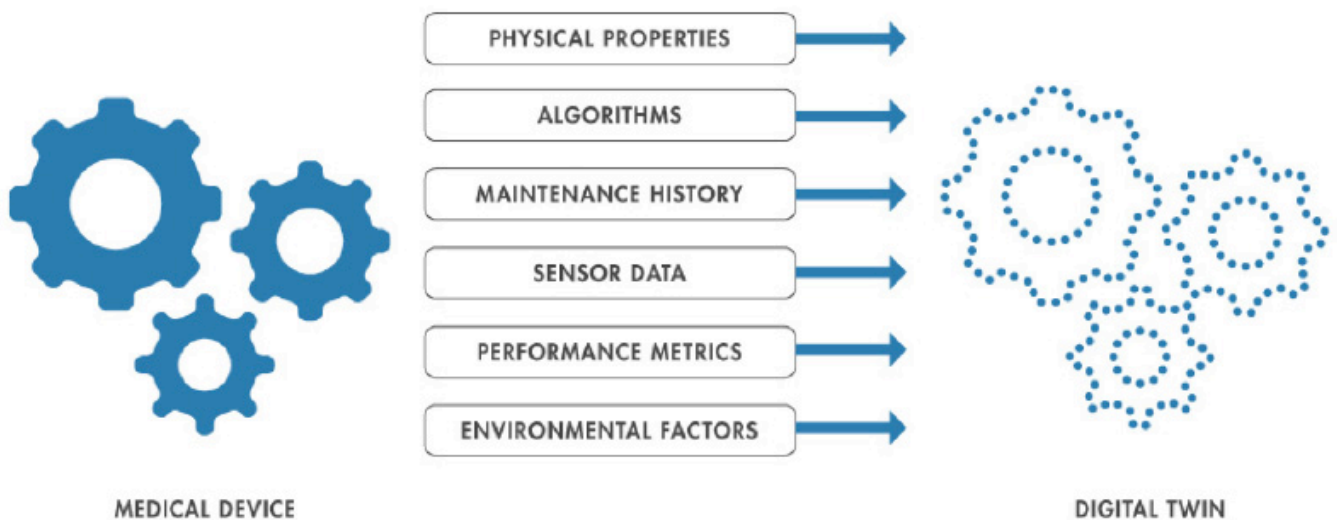 PHYSICAL PROPERTIES
ALGORITHMS
MAINTENANCE HISTORY
SENSOR DATA
PERFORMANCE METRICS
ENVIRONMENTAL FACTORS
MEDICAL DEVICE
DIGITAL TWIN